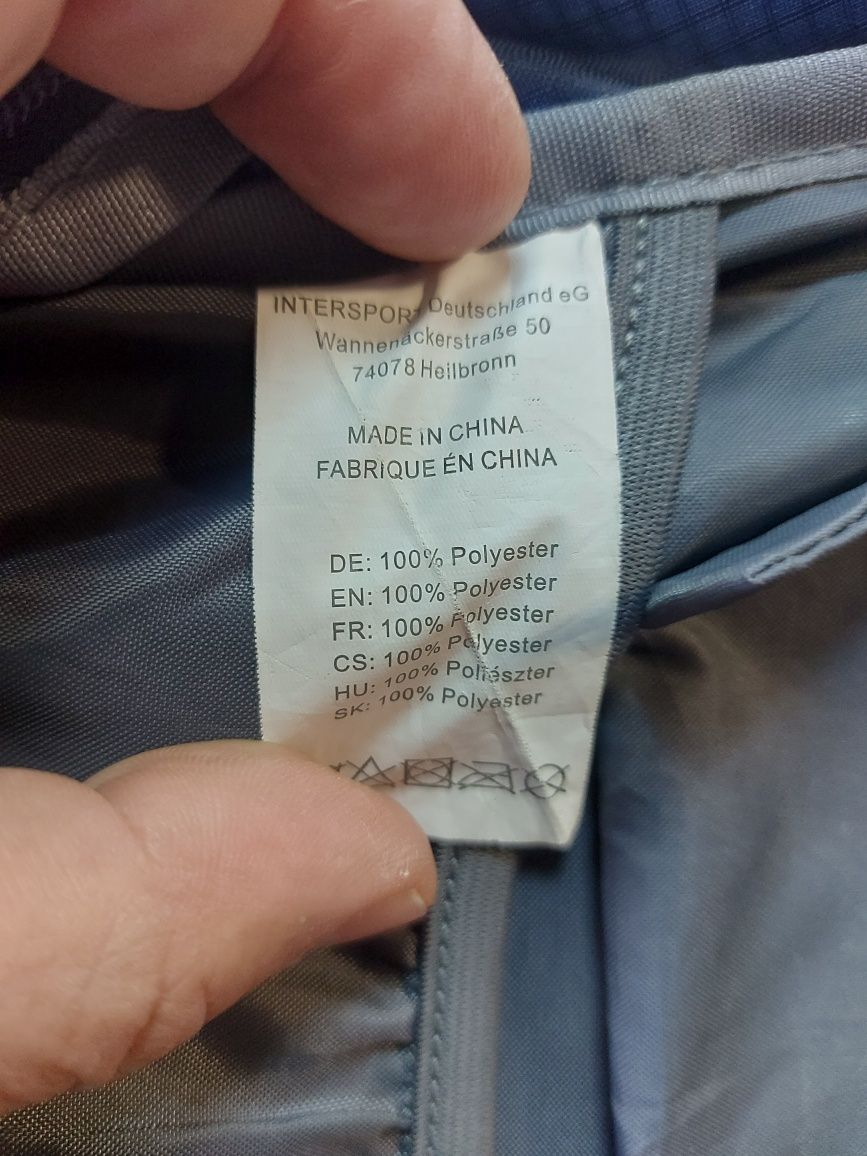 INTERSPORT Deutschland eG
Wannenäckerstraße 50
74078 Heilbronn
MADE IN CHINA
FABRIQUE ÉN CHINA
DE: 100% Polyester
EN: 100% Polyester
FR: 100% Polyester
CS: 100% Polyester
HU: 100% Poliészter
SK: 100% Polyester